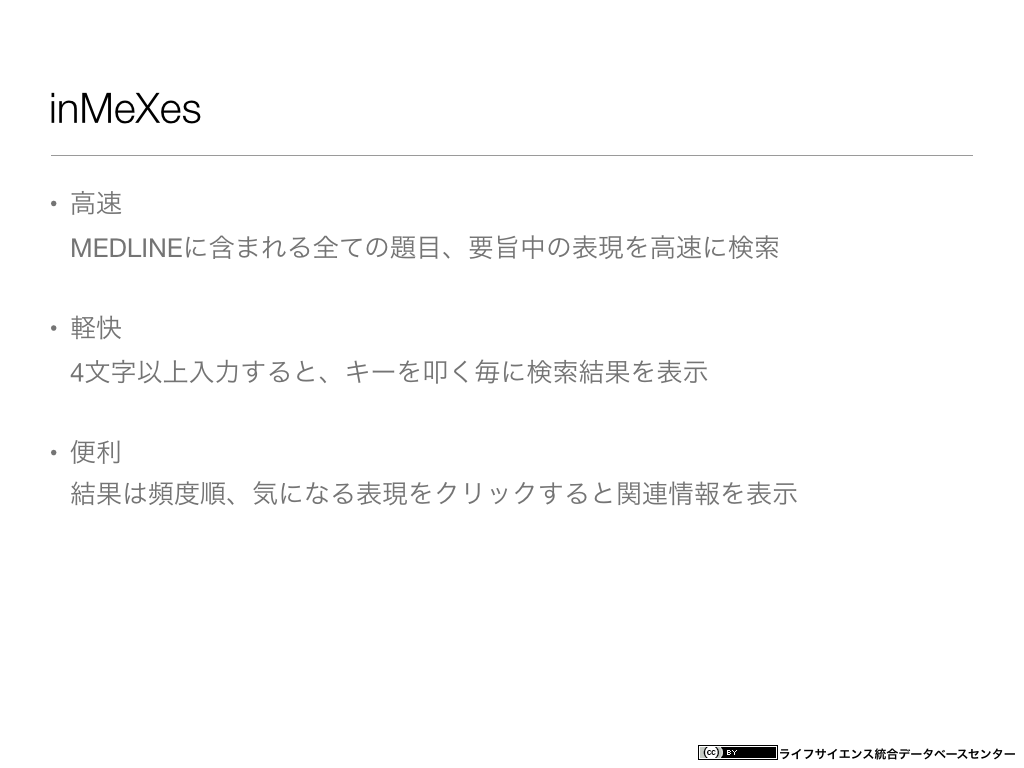 inMeXes
• 高速
MEDLINEに含まれる全ての題目、要旨中の表現を高速に検索
• 軽快
4文字以上入力すると、キーを叩く毎に検索結果を表示
• 便利
結果は頻度順、気になる表現をクリックすると関連情報を表示
(cc) BY ライフサイエンス統合データベースセンター